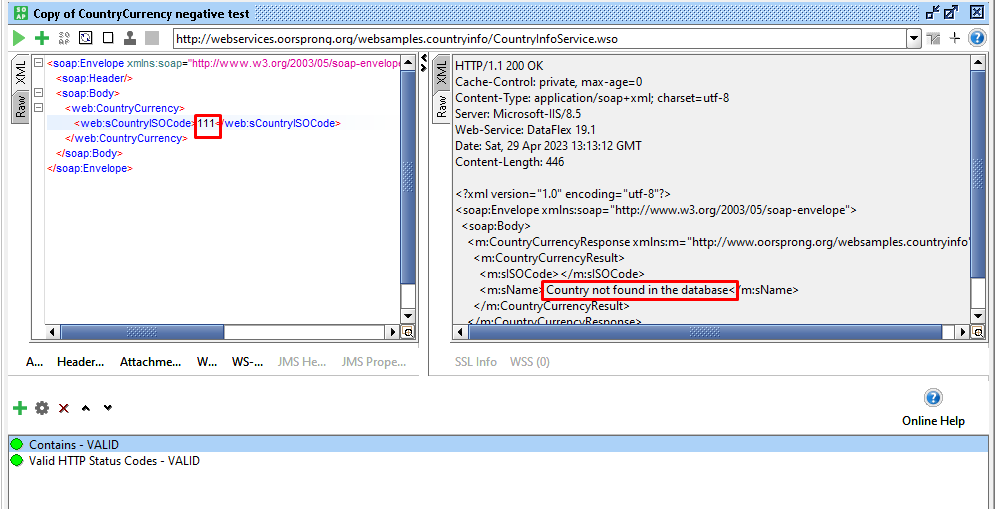 SO
AP
Copy of CountryCurrency negative test
SO
AP
http://webservices.oorsprong.org/websamples.countryinfo/CountryInfoService.wso
XML
Raw
<soap:Envelope xmlns:soap="http://www.w3.org/2003/05/soap-envelope
<soap:Header/>
<soap:Body>
<web:CountryCurrency>
<web:sCountryISOCode>111</web:sCountryISOCode>
</web:CountryCurrency>
</soap:Body>
</soap:Envelope>
A...
Header...
Attachme...
W...
WS-...
JMS He...
JMS Prope...
XML
Raw
HTTP/1.1 200 OK
Cache-Control: private, max-age=0
Content-Type: application/soap+xml; charset=utf-8
Server: Microsoft-IIS/8.5
Web-Service: DataFlex 19.1
Date: Sat, 29 Apr 2023 13:13:12 GMT
Content-Length: 446
<?xml version="1.0" encoding="utf-8"?>
<soap:Envelope xmlns:soap="http://www.w3.org/2003/05/soap-envelope">
<soap:Body>
<m:CountryCurrencyResponse xmlns:m="http://www.oorsprong.org/websamples.countryinfo"
<m:CountryCurrencyResult>
<m:sISOCode></m:sISOCode>
<m:sName>Country not found in the database</m:sName>
</m:CountryCurrencyResult>
</m:CountryCurrencyResponse>
SSL Info
WSS (0)
Online Help
Contains - VALID
Valid HTTP Status Codes - VALID